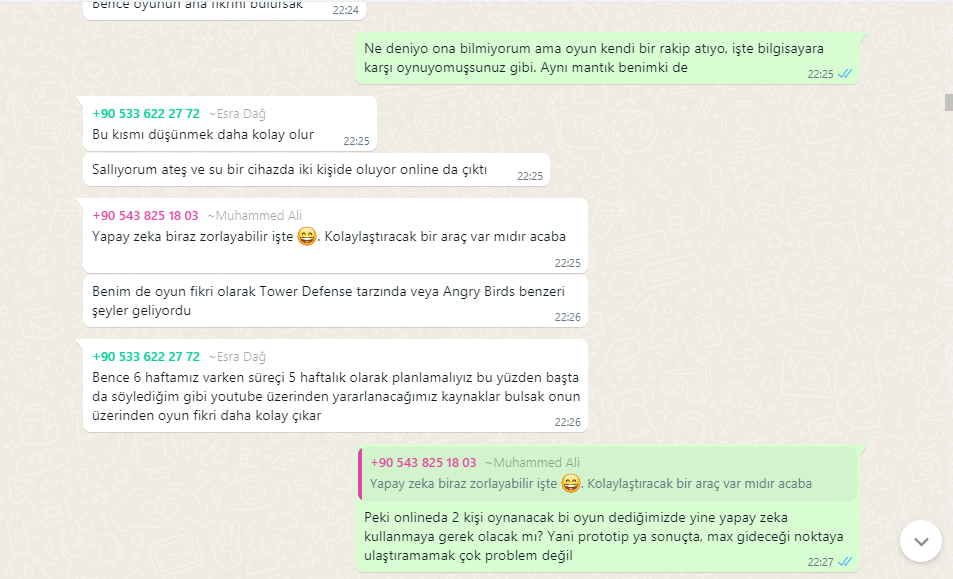 Bence oyunun ana fikrini bulursak
22:24
Ne deniyo ona bilmiyorum ama oyun kendi bir rakip atıyo, işte bilgisayara
karşı oynuyomuşsunuz gibi. Aynı mantık benimki de
22:25
+90 533 622 27 72 ~Esra Dağ
Bu kısmı düşünmek daha kolay olur
22:25
Sallıyorum ateş ve su bir cihazda iki kişide oluyor online da çıktı
22:25
+90 543 825 18 03 ~Muhammed Ali
Yapay zeka biraz zorlayabilir işte 😄. Kolaylaştıracak bir araç var mıdır acaba
22:25
Benim de oyun fikri olarak Tower Defense tarzında veya Angry Birds benzeri
şeyler geliyordu
22:26
+90 533 622 27 72 ~Esra Dağ
Bence 6 haftamız varken süreçi 5 haftalık olarak planlamalıyız bu yüzden başta
da söylediğim gibi youtube üzerinden yararlanacağımız kaynaklar bulsak onun
üzerinden oyun fikri daha kolay çıkar
22:26
+90 543 825 18 03 ~Muhammed Ali
Yapay zeka biraz zorlayabilir işte 😄. Kolaylaştıracak bir araç var mıdır acaba
Peki onlineda 2 kişi oynanacak bi oyun dediğimizde yine yapay zeka
kullanmaya gerek olacak mı? Yani prototip ya sonuçta, max gideceği noktaya
ulaştıramamak çok problem değil
22:27